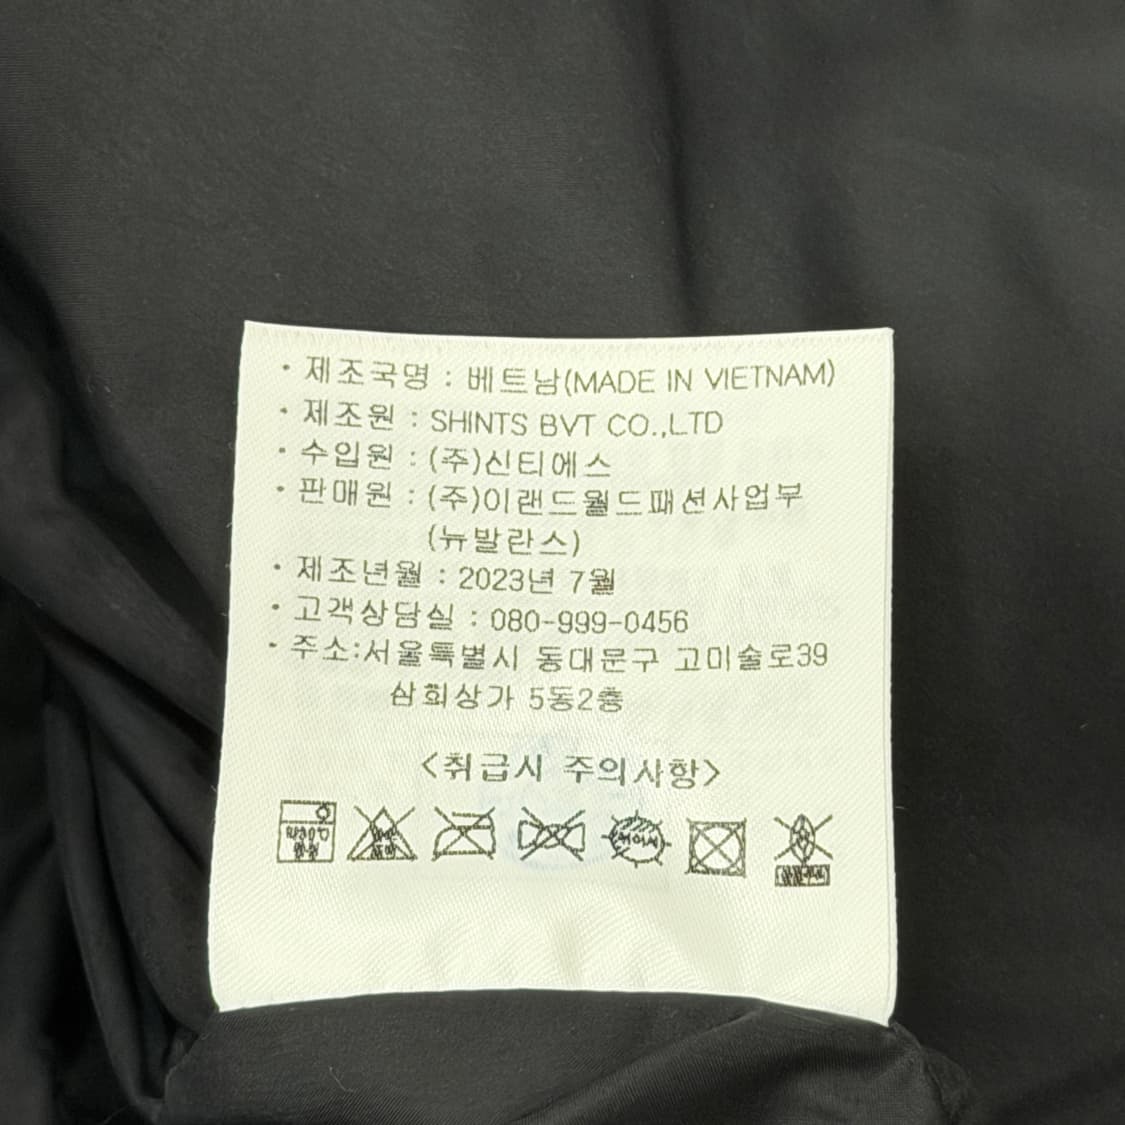 · 제조국명 : 베트남(MADE IN VIETNAM)
· 제조원 : SHINTS BVT CO.,LTD
· 수입원 : (주)신티에스
· 판매원 : (주)이랜드월드패션사업부
(뉴발란스)
· 제조년월 : 2023년 7월
· 고객상담실 : 080-999-0456
· 주소:서울특별시 동대문구 고미술로39
삼희상가 5동2층
<취급시 주의사항>